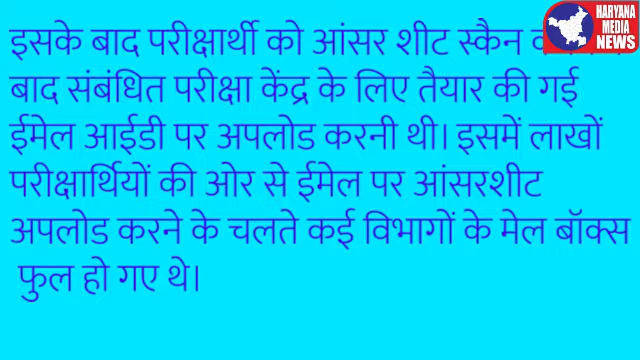 HARYANA
MEDIA
NEWS
इसके बाद परीक्षार्थी को आंसर शीट स्कैन
बाद संबंधित परीक्षा केंद्र के लिए तैयार की गई
ईमेल आईडी पर अपलोड करनी थी। इसमें लाखों
परीक्षार्थियों की ओर से ईमेल पर आंसरशीट
अपलोड करने के चलते कई विभागों के मेल बॉक्स
फुल हो गए थे।